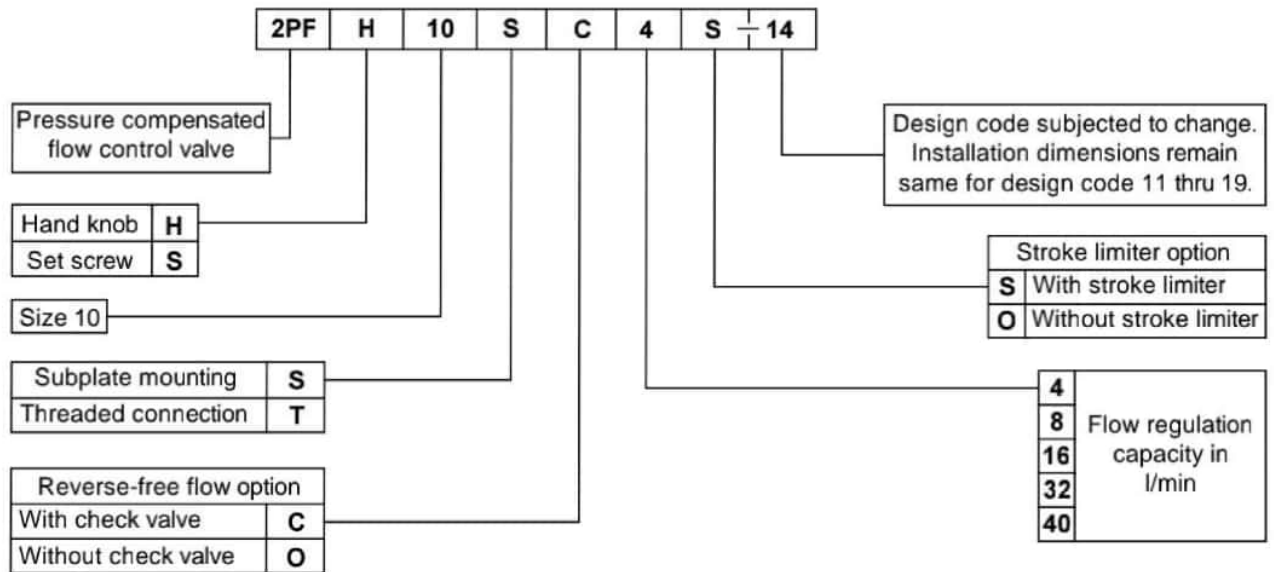 2PF H 10 S C 4 S - 14
Pressure compensated
flow control valve
Hand knob H
Set screw S
Size 10
Subplate mounting S
Threaded connection T
Reverse-free flow option
With check valve C
Without check valve O
Design code subjected to change.
Installation dimensions remain
same for design code 11 thru 19.
Stroke limiter option
S With stroke limiter
O Without stroke limiter
4
8
16
32
40
Flow regulation
capacity in
l/min